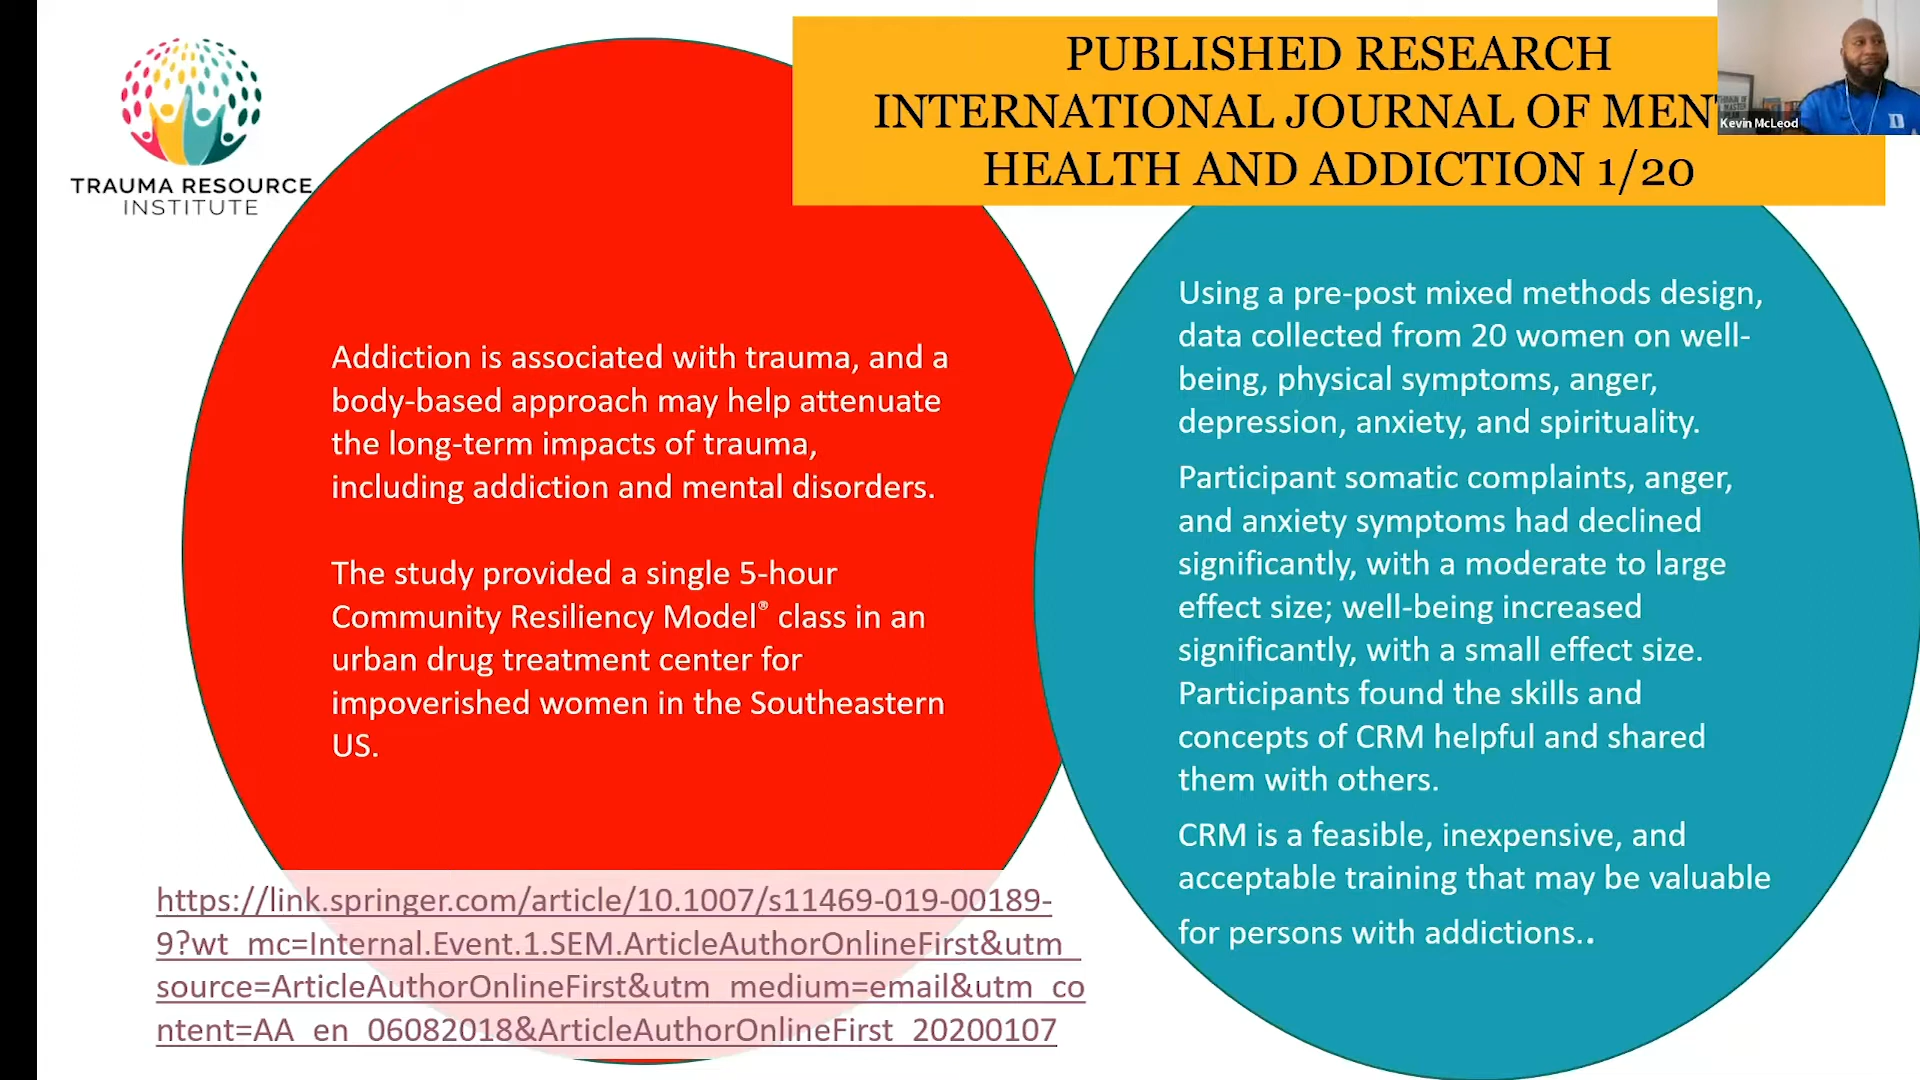 TRAUMA RESOURCE
INSTITUTE
PUBLISHED RESEARCH
INTERNATIONAL JOURNAL OF MEN
HEALTH AND ADDICTION 1/20
Kevin McLeod
Addiction is associated with trauma, and a
body-based approach may help attenuate
the long-term impacts of trauma,
including addiction and mental disorders.
The study provided a single 5-hour
Community Resiliency Model® class in an
urban drug treatment center for
impoverished women in the Southeastern
US.
https://link.springer.com/article/10.1007/s11469-019-00189-
9?wt_mc=Internal.Event.1.SEM.ArticleAuthorOnlineFirst&utm_
source=ArticleAuthorOnlineFirst&utm_medium=email&utm_co
ntent=AA_en_06082018&ArticleAuthorOnlineFirst_20200107
Using a pre-post mixed methods design,
data collected from 20 women on well-
being, physical symptoms, anger,
depression, anxiety, and spirituality.
Participant somatic complaints, anger,
and anxiety symptoms had declined
significantly, with a moderate to large
effect size; well-being increased
significantly, with a small effect size.
Participants found the skills and
concepts of CRM helpful and shared
them with others.
CRM is a feasible, inexpensive, and
acceptable training that may be valuable
for persons with addictions..